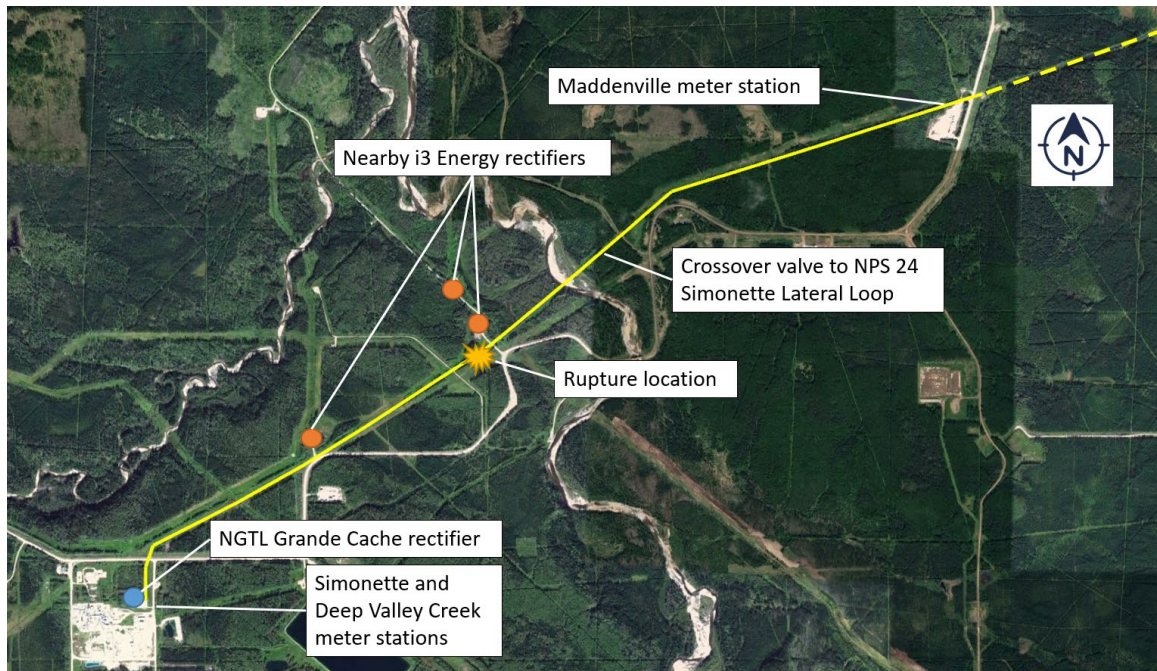 Maddenville meter station
N
Nearby i3 Energy rectifiers
Crossover valve to NPS 24
Simonette Lateral Loop
Rupture location
NGTL Grande Cache rectifier
Simonette and
Deep Valley Creek
meter stations